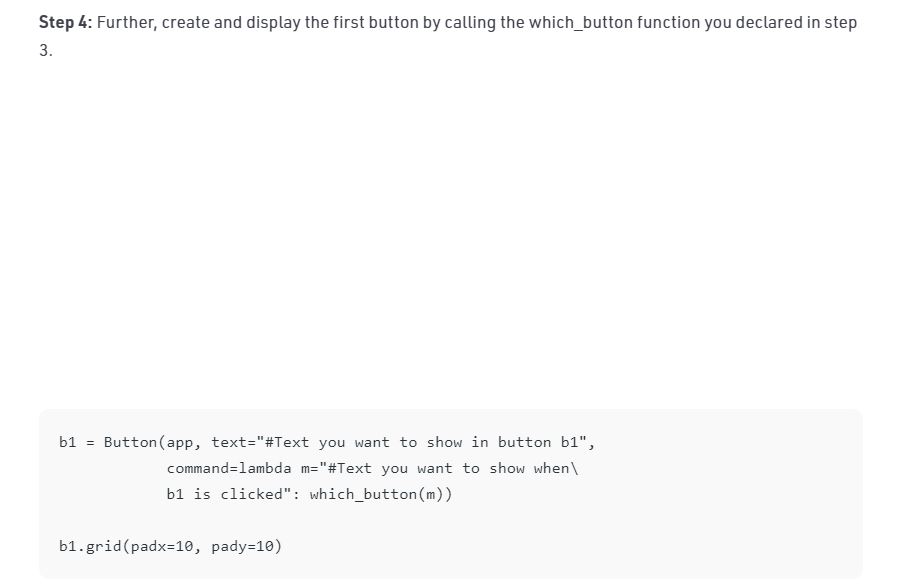 Step 4: Further, create and display the first button by calling the which_button function you declared in step
3.
b1 = Button(app, text="#Text you want to show in button b1",
            command=lambda m="#Text you want to show when\
            b1 is clicked": which_button(m))
b1.grid(padx=10, pady=10)